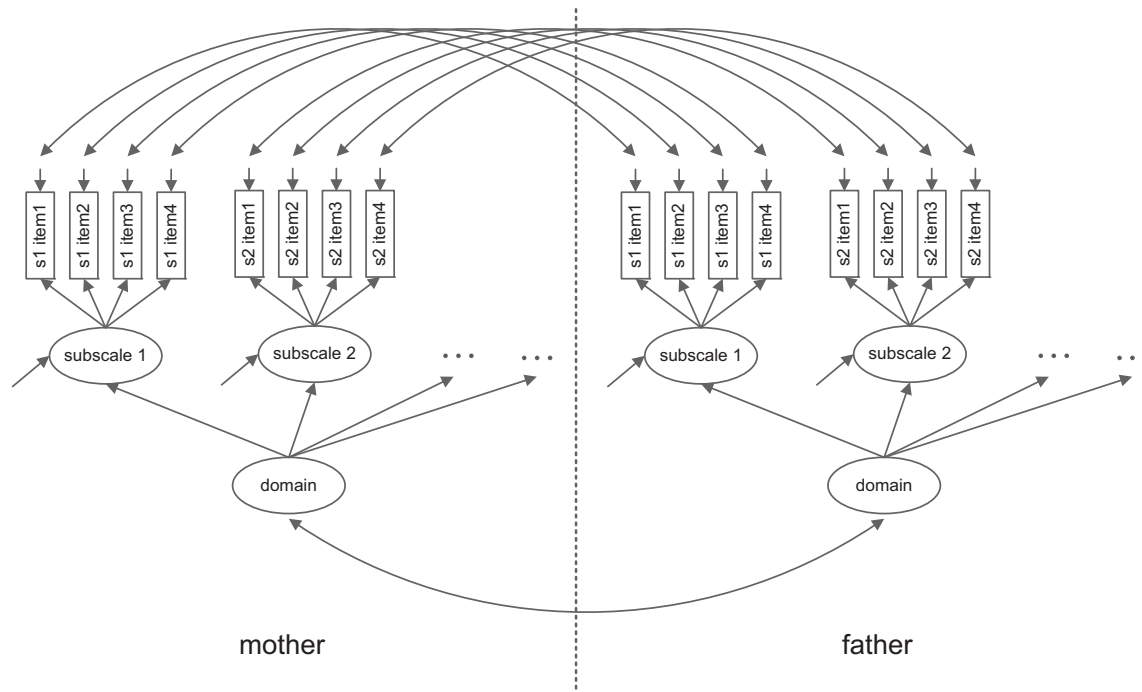 s1 item1
s1 item2
s1 item3
s1 item4
s2 item1
s2 item2
s2 item3
s2 item4
s1 item1
s1 item2
s1 item3
s1 item4
s2 item1
s2 item2
s2 item3
s2 item4
subscale 1
subscale 2
...
...
subscale 1
subscale 2
...
..
domain
domain
mother
father